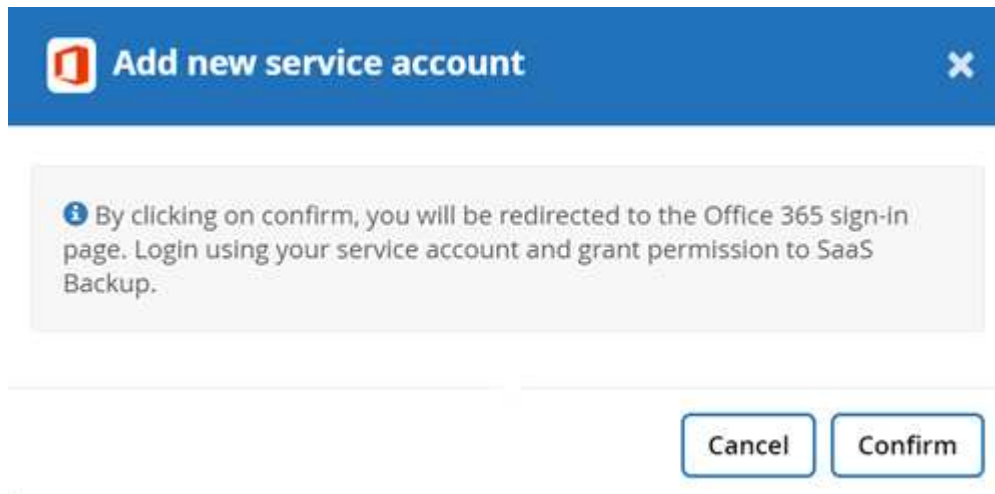 Add new service account
By clicking on confirm, you will be redirected to the Office 365 sign-in
page. Login using your service account and grant permission to SaaS
Backup.
Cancel Confirm